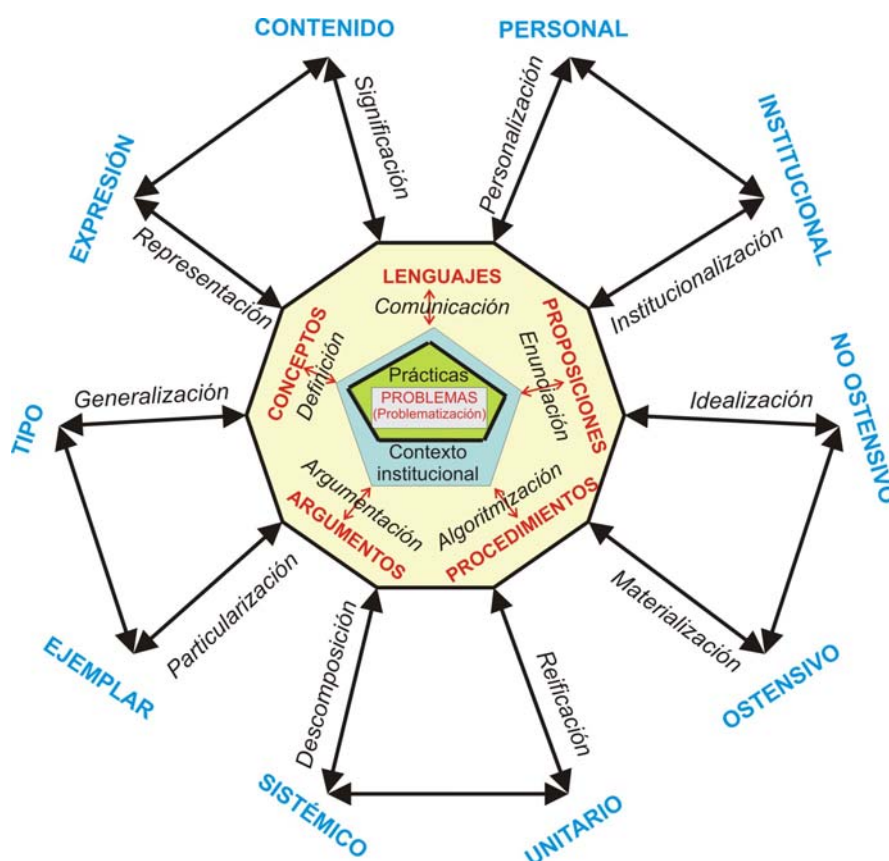 CONTENIDO
PERSONAL
Significación
Personalización
EXPRESIÓN
INSTITUCIONAL
Representación
Institucionalización
LENGUAJES
Comunicación
CONCEPTOS
Definición
PROPOSICIONES
Enunciación
Prácticas
PROBLEMAS
(Problematización)
Contexto
institucional
Argumentación
ARGUMENTOS
Algoritmización
PROCEDIMIENTOS
Generalización
TIPO
Idealización
NO OSTENSIVO
Particularización
EJEMPLAR
Materialización
OSTENSIVO
Descomposición
SISTÉMICO
Reificación
UNITARIO